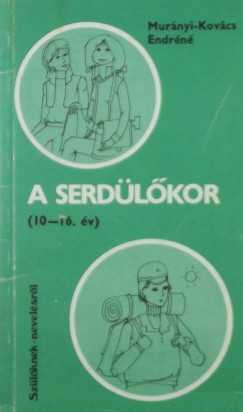 Murányi-Kovács
Endréné
A SERDÜLŐKOR
(10—16. év)
Szülőknek-nevelésről